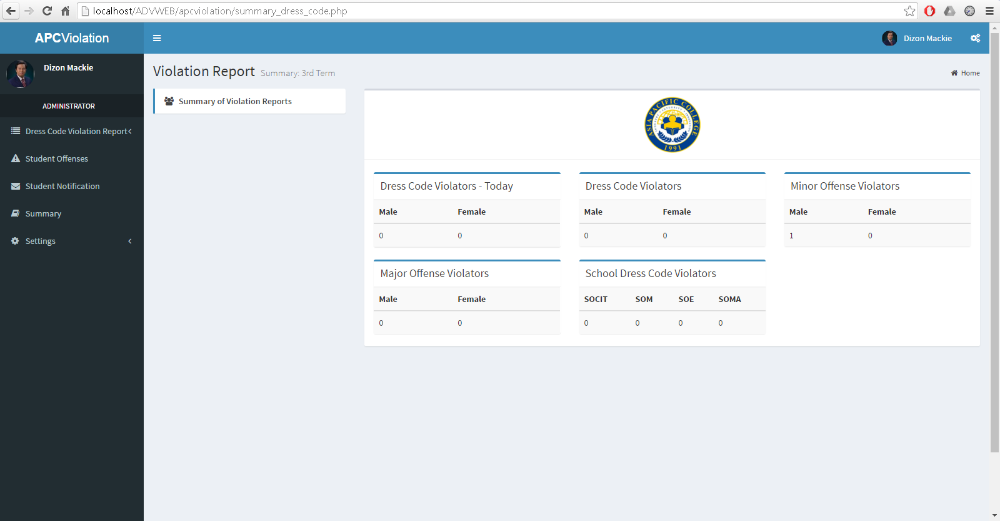 localhost/ADVWEB/apcviolation/summary_dress_code.php
APCViolation
Dizon Mackie
Dizon Mackie
ADMINISTRATOR
Dress Code Violation Report
Student Offenses
Student Notification
Summary
Settings
Violation Report Summary: 3rd Term
Home
Summary of Violation Reports
ASIA PACIFIC COLLEGE
1991
Dress Code Violators - Today
Male Female
0 0
Dress Code Violators
Male Female
0 0
Minor Offense Violators
Male Female
1 0
Major Offense Violators
Male Female
0 0
School Dress Code Violators
SOCIT SOM SOE SOMA
0 0 0 0